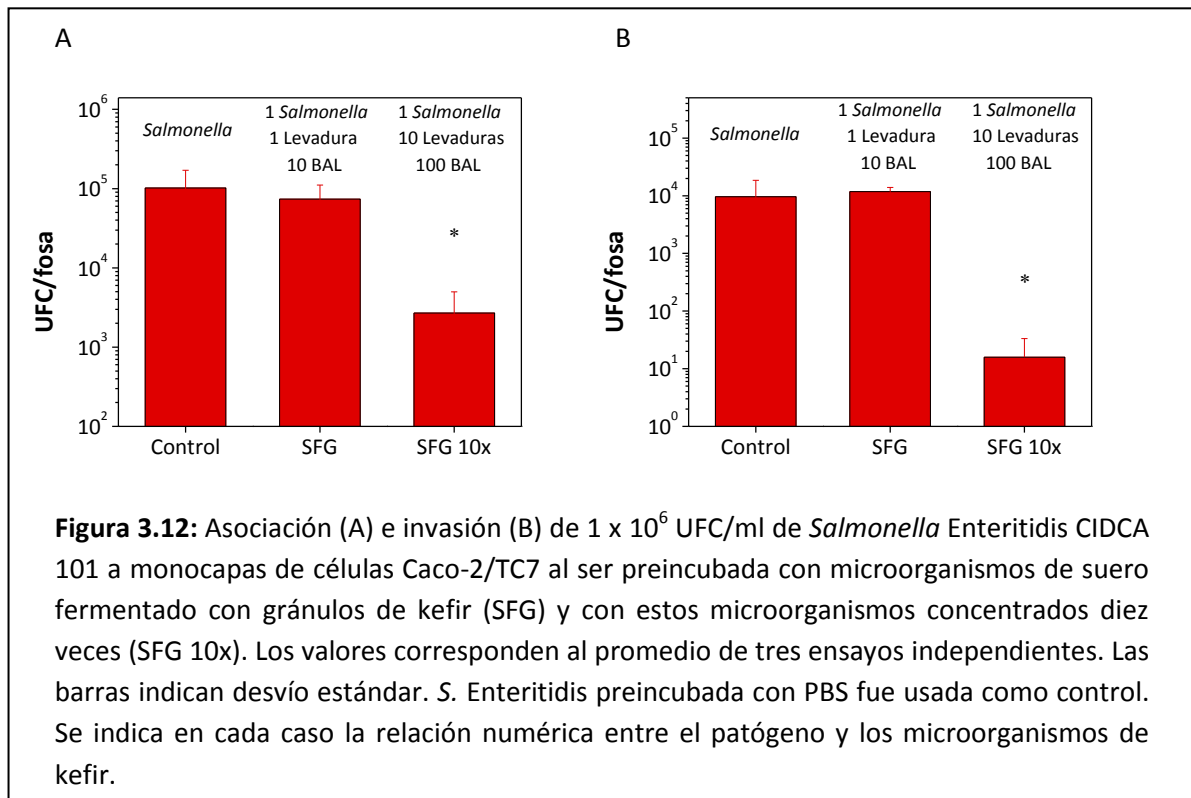 A
B
UFC/fosa
10⁶
10⁵
10⁴
10³
10²
Salmonella
1 Salmonella
1 Levadura
10 BAL
1 Salmonella
10 Levaduras
100 BAL
*
Control
SFG
SFG 10x
UFC/fosa
10⁵
10⁴
10³
10²
10¹
10⁰
Salmonella
1 Salmonella
1 Levadura
10 BAL
1 Salmonella
10 Levaduras
100 BAL
*
Control
SFG
SFG 10x
Figura 3.12: Asociación (A) e invasión (B) de 1 x 10⁶ UFC/ml de Salmonella Enteritidis CIDCA
101 a monocapas de células Caco-2/TC7 al ser preincubada con microorganismos de suero
fermentado con gránulos de kefir (SFG) y con estos microorganismos concentrados diez
veces (SFG 10x). Los valores corresponden al promedio de tres ensayos independientes. Las
barras indican desvío estándar. S. Enteritidis preincubada con PBS fue usada como control.
Se indica en cada caso la relación numérica entre el patógeno y los microorganismos de
kefir.